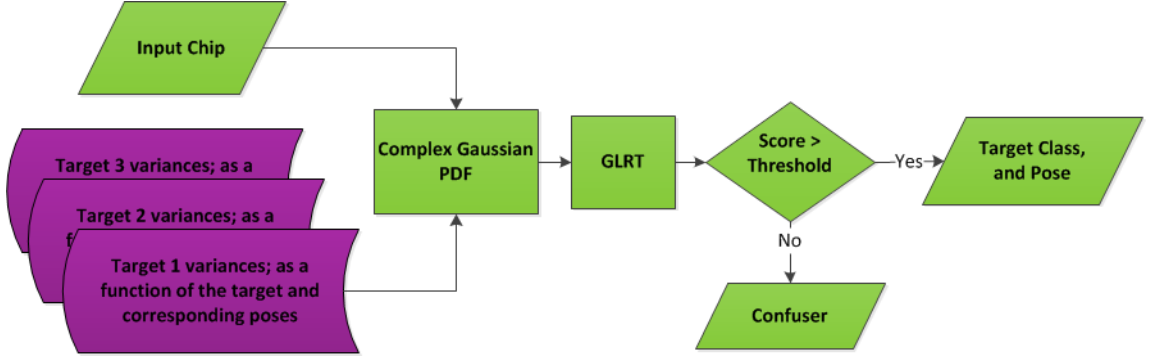 Input Chip
Target 3 variances; as a
Target 2 variances; as a
f
Target 1 variances; as a
function of the target and
corresponding poses
Complex Gaussian
PDF
GLRT
Score >
Threshold
Yes
Target Class,
and Pose
No
Confuser